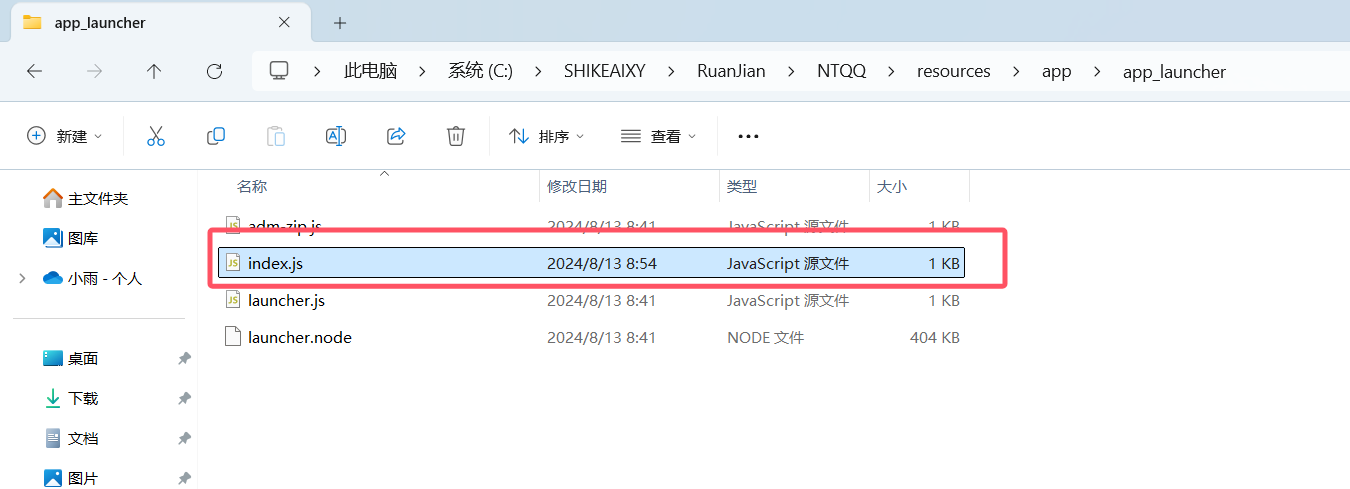 app_launcher
此电脑 系统 (C:) SHIKEAIXY RuanJian NTQQ resources app app_launcher
新建 排序 查看
名称 修改日期 类型 大小
adm-zip.js 2024/8/13 8:41 JavaScript 源文件 1 KB
index.js 2024/8/13 8:54 JavaScript 源文件 1 KB
launcher.js 2024/8/13 8:41 JavaScript 源文件 1 KB
launcher.node 2024/8/13 8:41 NODE 文件 404 KB
主文件夹
图库
小雨 - 个人
桌面
下载
文档
图片